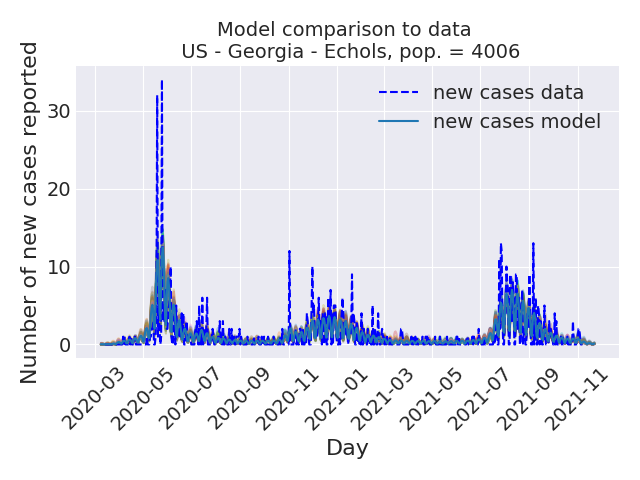 Model comparison to data
US - Georgia - Echols, pop. = 4006
Number of new cases reported
30
20
10
0
new cases data
new cases model
2020-03
2020-05
2020-07
2020-09
2020-11
2021-01
2021-03
2021-05
2021-07
2021-09
2021-11
Day